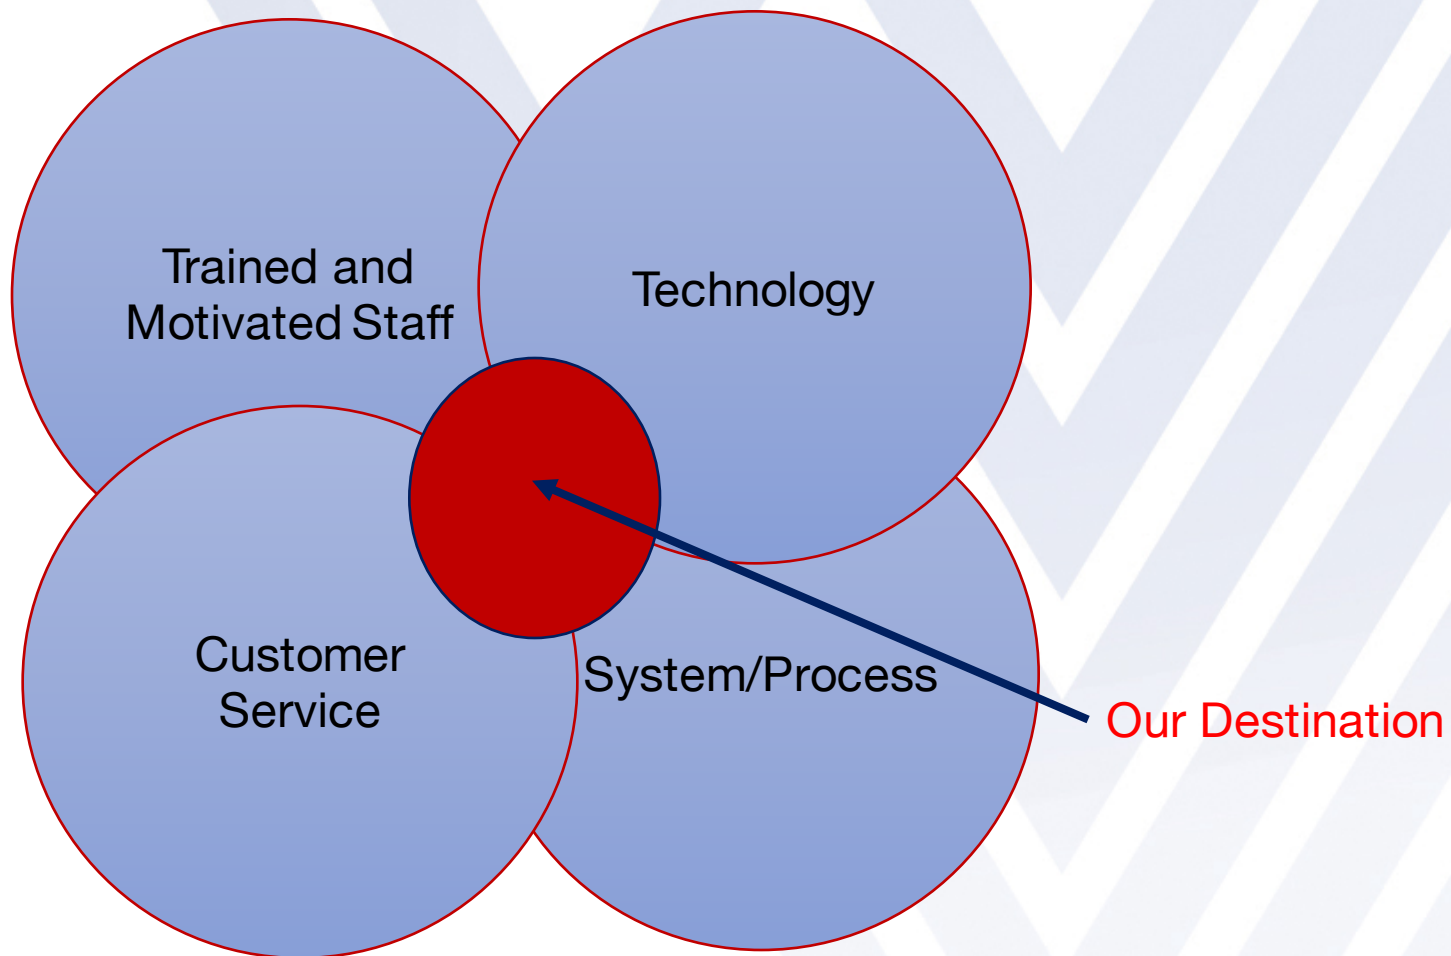 Trained and
Motivated Staff
Technology
Customer
Service
System/Process
Our Destination